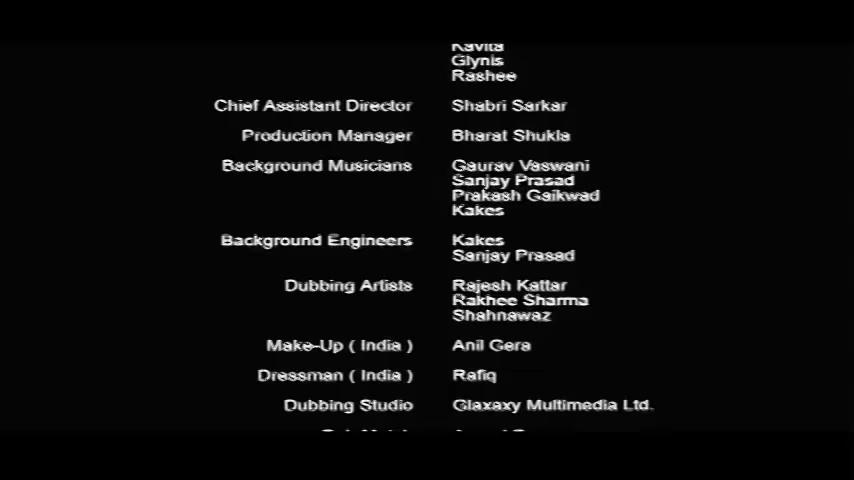 Kavita
Glynis
Rashee
Chief Assistant Director Shabri Sarkar
Production Manager Bharat Shukla
Background Musicians Gaurav Vaswani
Sanjay Prasad
Prakash Gaikwad
Kakes
Background Engineers Kakes
Sanjay Prasad
Dubbing Artists Rajesh Kattar
Rakhee Sharma
Shahnawaz
Make-Up ( India ) Anil Gera
Dressman ( India ) Rafiq
Dubbing Studio Glaxaxy Multimedia Ltd.